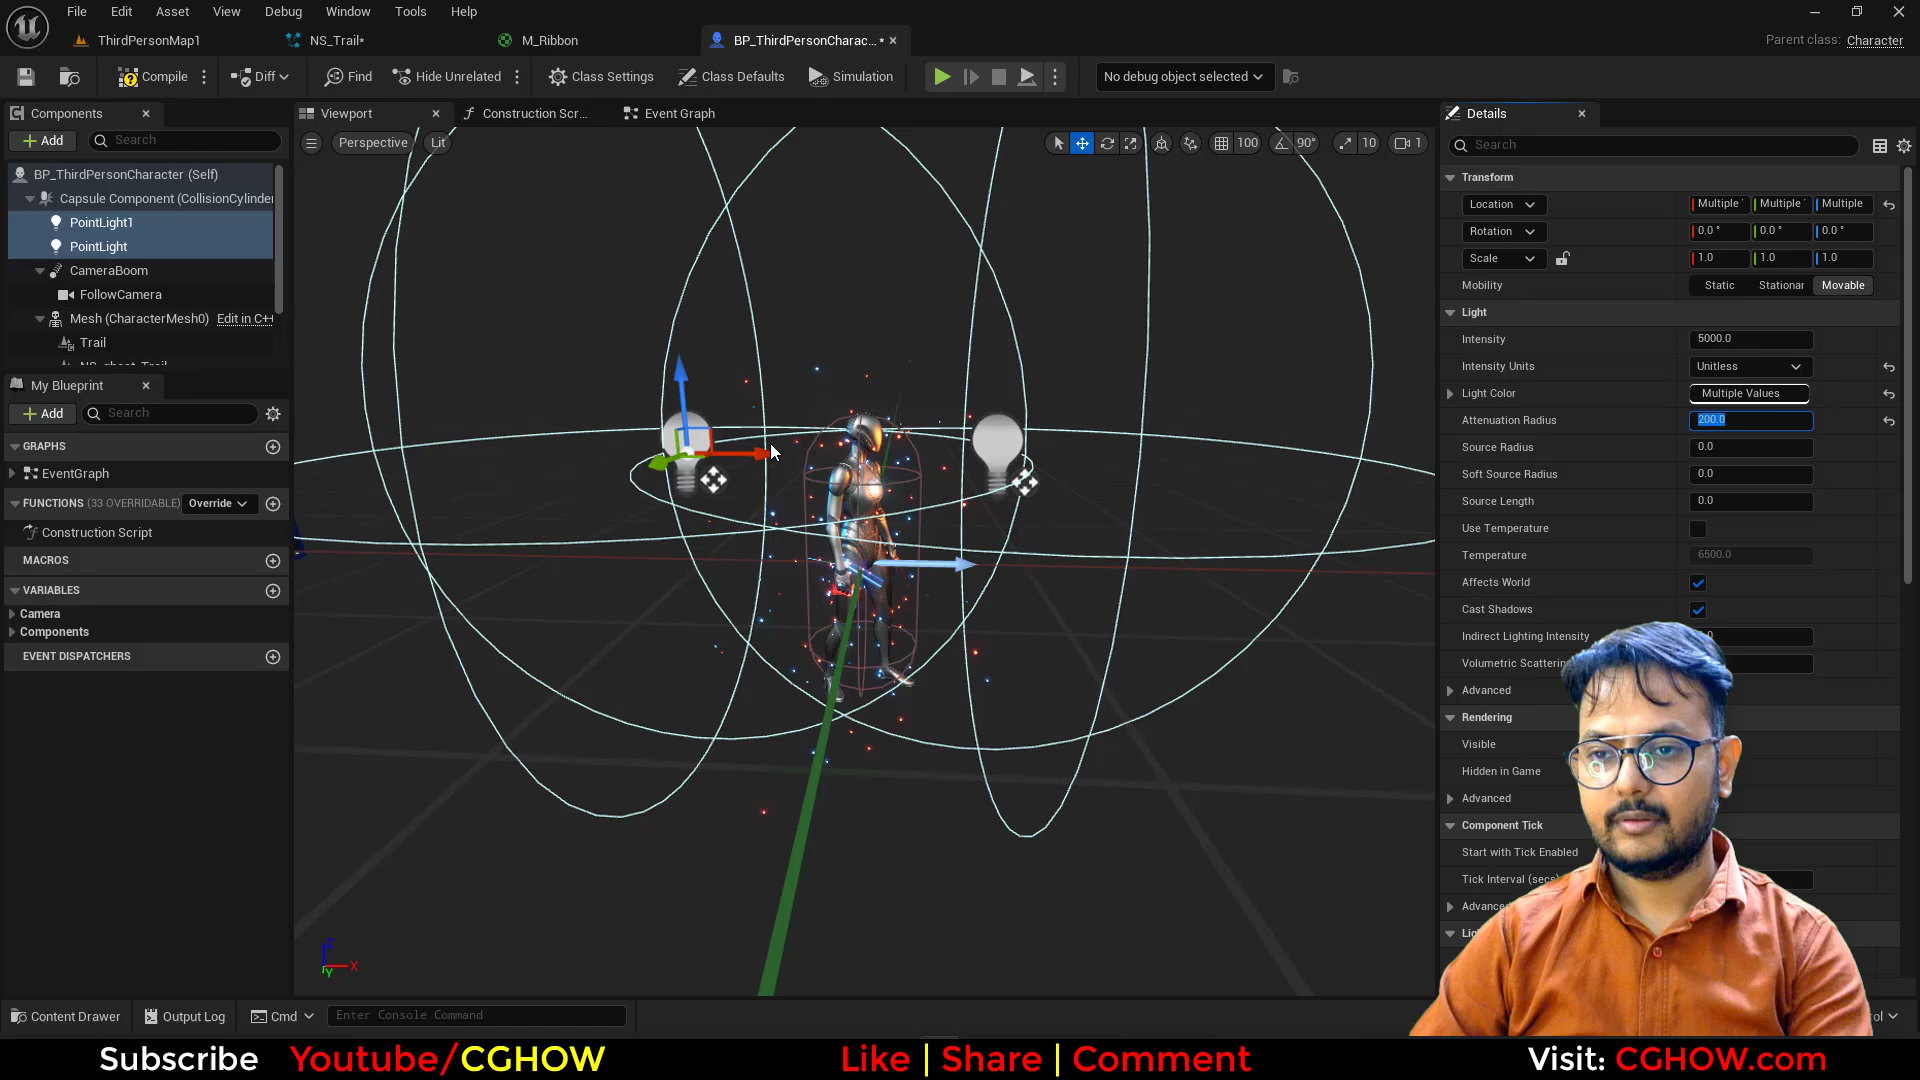 File Edit Asset View Debug Window Tools Help
ThirdPersonMap1 NS_Trail* M_Ribbon BP_ThirdPersonCharac... * Parent class: Character
Compile Diff Find Hide Unrelated Class Settings Class Defaults Simulation No debug object selected
Components Viewport Construction Scr... Event Graph Details
Add Search Perspective Lit 100 90° 10 1 Search
BP_ThirdPersonCharacter (Self)
Capsule Component (CollisionCylinder
PointLight1
PointLight
CameraBoom
FollowCamera
Mesh (CharacterMesh0) Edit in C++
Trail
My Blueprint
Add Search
GRAPHS
EventGraph
FUNCTIONS (33 OVERRIDABLE) Override
Construction Script
MACROS
VARIABLES
Camera
Components
EVENT DISPATCHERS
Z
X
Y
Transform
Location Multiple Multiple Multiple
Rotation 0.0 ° 0.0 ° 0.0 °
Scale 1.0 1.0 1.0
Mobility Static Stationar Movable
Light
Intensity 5000.0
Intensity Units Unitless
Light Color Multiple Values
Attenuation Radius 200.0
Source Radius 0.0
Soft Source Radius 0.0
Source Length 0.0
Use Temperature
Temperature 6500.0
Affects World
Cast Shadows
Indirect Lighting Intensity
Volumetric Scatterin
Advanced
Rendering
Visible
Hidden in Game
Advanced
Component Tick
Start with Tick Enabled
Tick Interval (secs)
Advanced
Content Drawer Output Log Cmd Enter Console Command
Subscribe Youtube/CGHOW Like | Share | Comment Visit: CGHOW.com